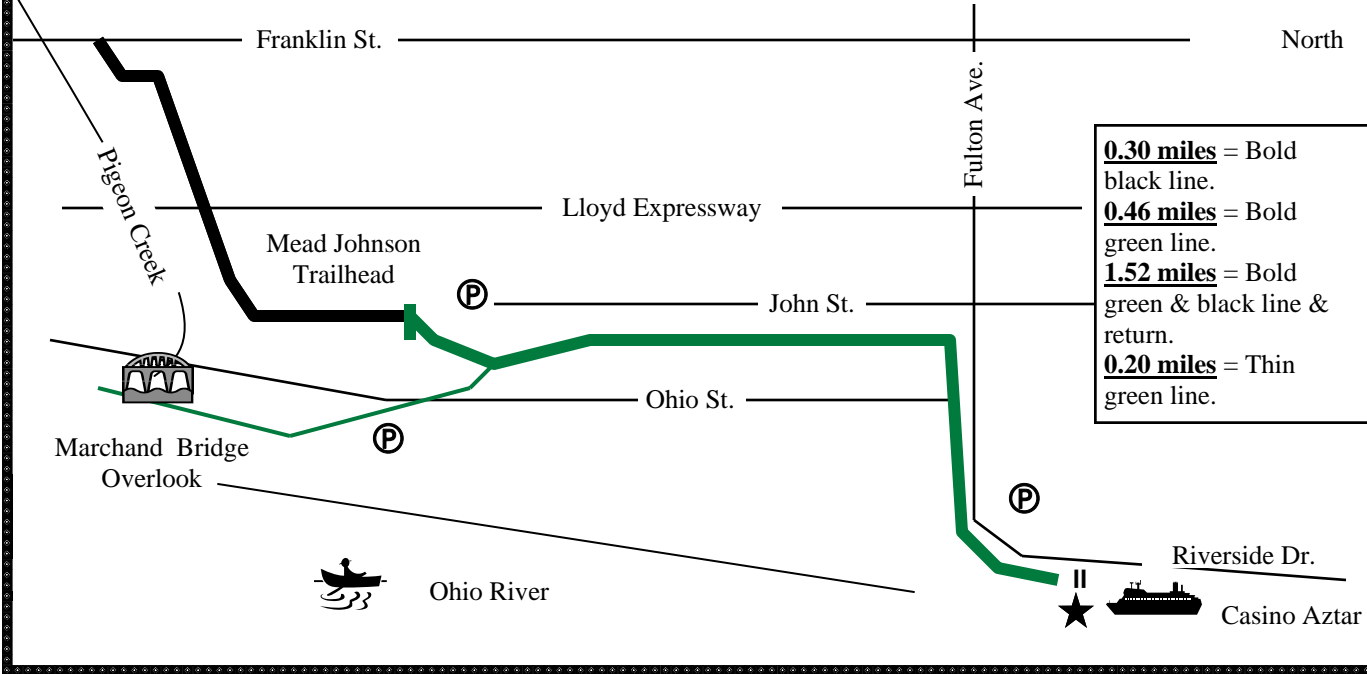 Franklin St.
North
Fulton Ave.
0.30 miles = Bold
black line.
0.46 miles = Bold
green line.
1.52 miles = Bold
green & black line &
return.
0.20 miles = Thin
green line.
Pigeon Creek
Lloyd Expressway
Mead Johnson
Trailhead
P
John St.
Ohio St.
P
Marchand Bridge
Overlook
P
Riverside Dr.
Ohio River
Casino Aztar